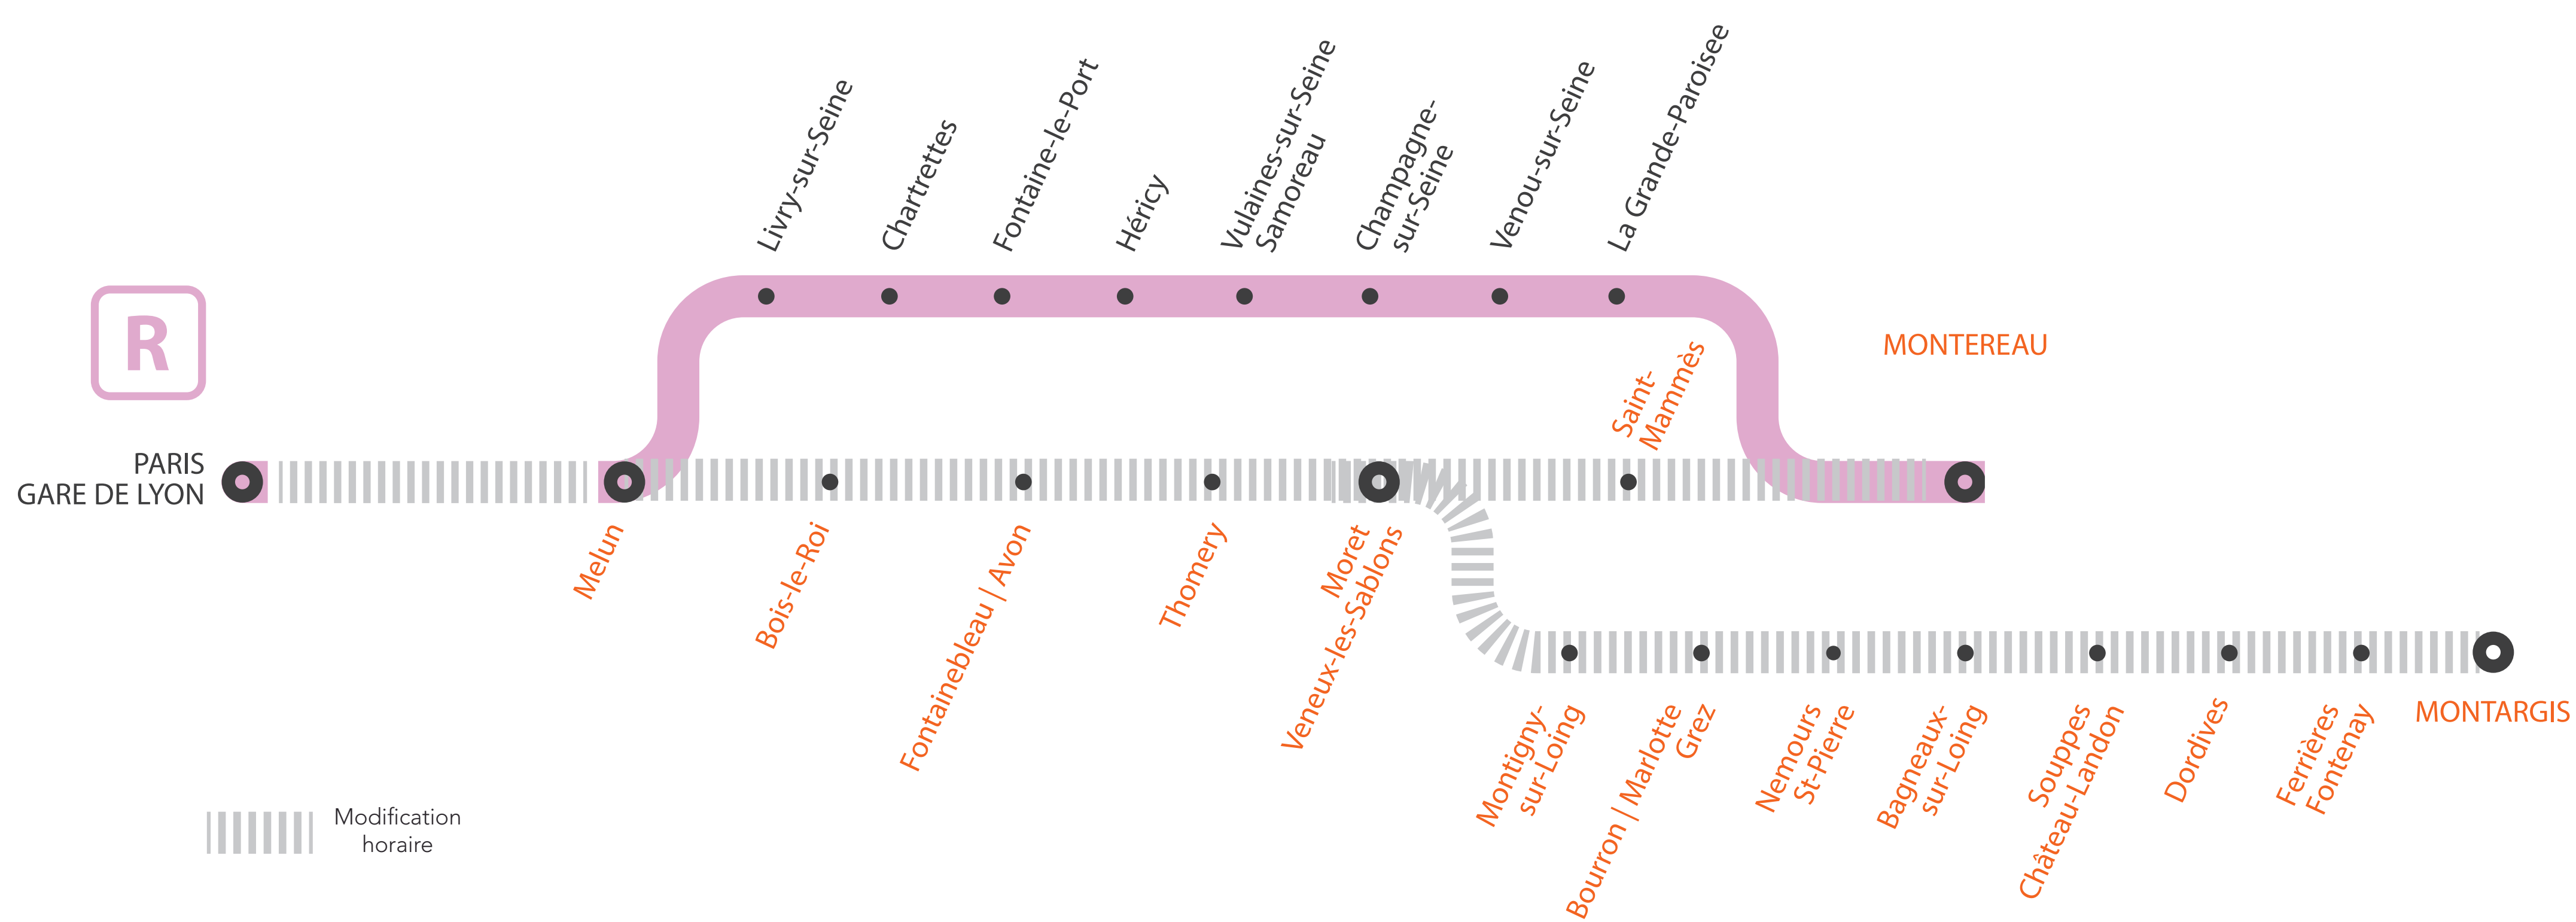 Livry-sur-Seine
Chartrettes
Fontaine-le-Port
Héricy
Vulaines-sur-Seine
Samoreau
Champagne-
sur-Seine
Venou-sur-Seine
La Grande-Paroisee
R
MONTEREAU
Saint-
Mammès
PARIS
GARE DE LYON
Melun
Bois-le-Roi
Fontainebleau | Avon
Thomery
Moret
Veneux-les-Sablons
Montigny-
sur-Loing
Bourron | Marlotte
Grez
Nemours
St-Pierre
Bagneaux-
sur-Loing
Souppes
Château-Landon
Dordives
Ferrières
Fontenay
MONTARGIS
Modification
horaire